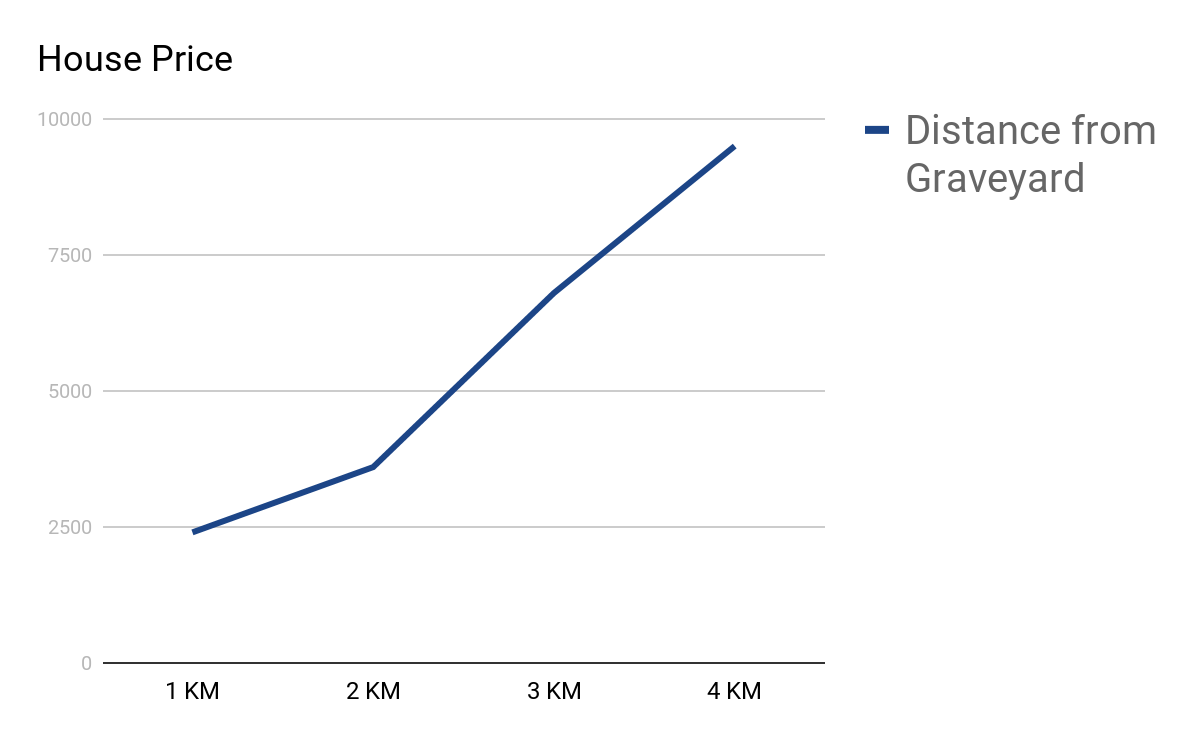 House Price
10000
7500
5000
2500
0
1 KM
2 KM
3 KM
4 KM
Distance from
Graveyard